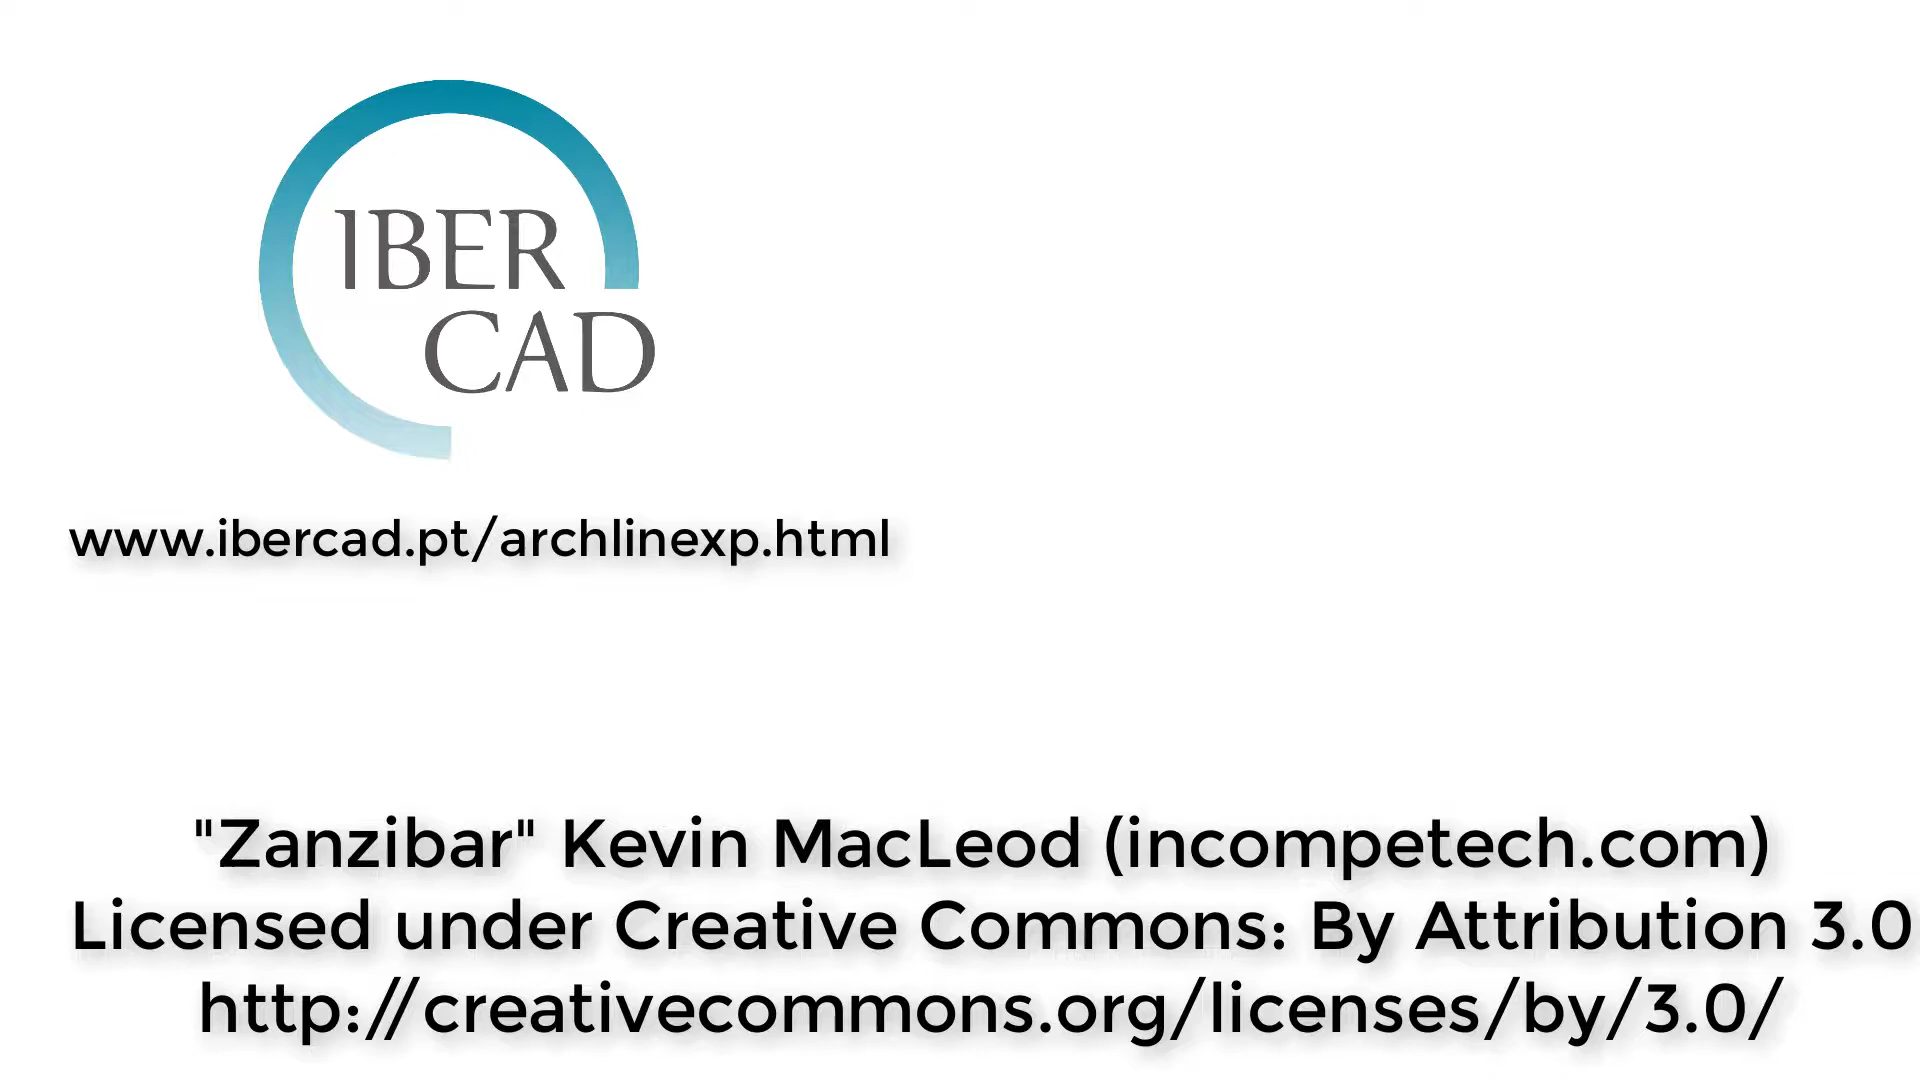 IBER
CAD
www.ibercad.pt/archlinexp.html
"Zanzibar" Kevin MacLeod (incompetech.com)
Licensed under Creative Commons: By Attribution 3.0
http://creativecommons.org/licenses/by/3.0/